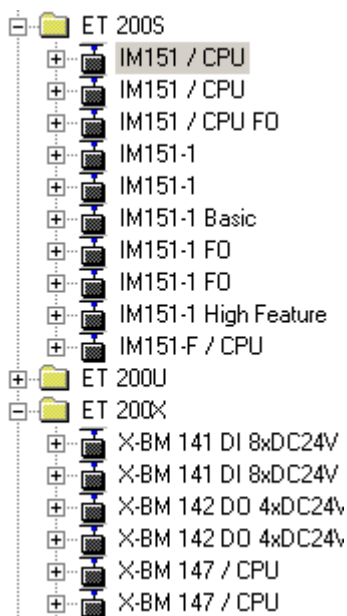 ET 200S
IM151 / CPU
IM151 / CPU
IM151 / CPU FO
IM151-1
IM151-1
IM151-1 Basic
IM151-1 FO
IM151-1 FO
IM151-1 High Feature
IM151-F / CPU
ET 200U
ET 200X
X-BM 141 DI 8xDC24V
X-BM 141 DI 8xDC24V
X-BM 142 DO 4xDC24V
X-BM 142 DO 4xDC24V
X-BM 147 / CPU
X-BM 147 / CPU